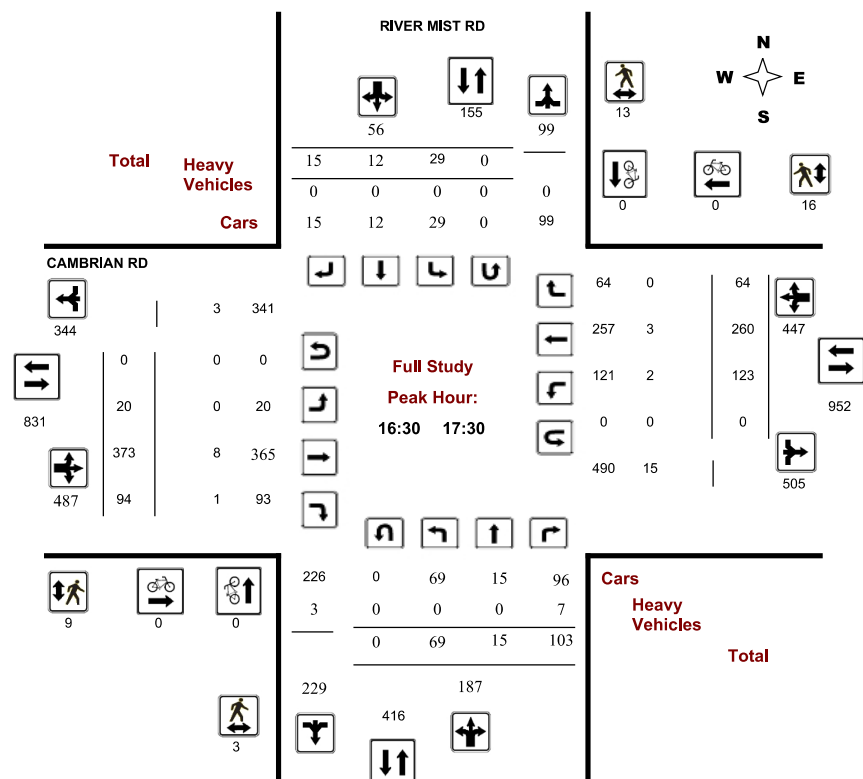 RIVER MIST RD
N
W E
S
56 155 99 13
Total Heavy Vehicles
15 12 29 0
0 0 0 0 0
Cars 15 12 29 0 99
0 0 16
CAMBRIAN RD
344 3 341
64 0 64
447
257 3 260
831
0 0 0
Full Study
Peak Hour:
16:30 17:30
20 0 20
121 2 123
952
373 8 365
0 0 0
487
94 1 93
490 15
505
226 0 69 15 96 Cars
3 0 0 0 7 Heavy Vehicles
0 69 15 103 Total
9 0 0
229 187
416
3